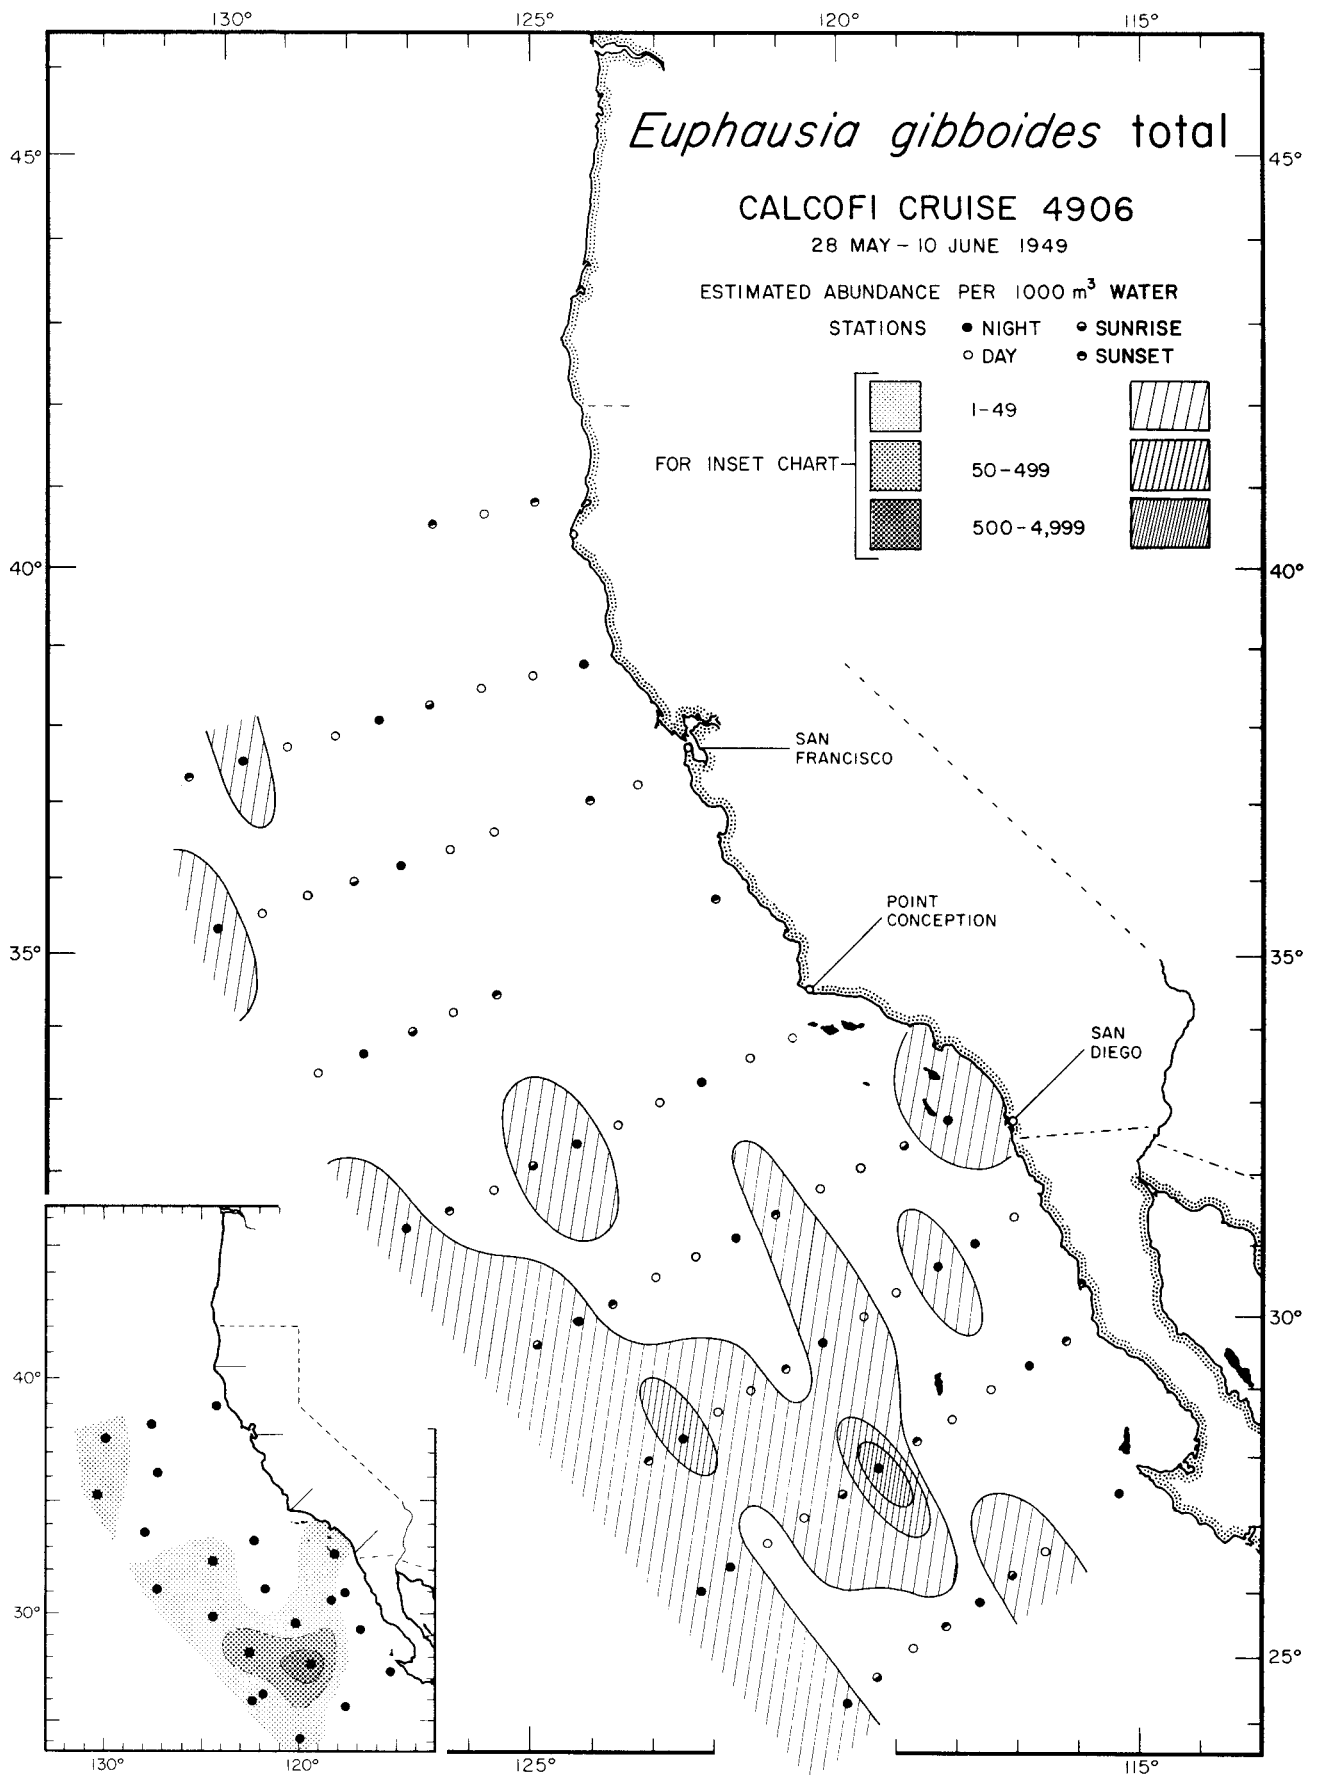 130° 125° 120° 115°
Euphausia gibboides total
45° 45°
CALCOFI CRUISE 4906
28 MAY – 10 JUNE 1949
ESTIMATED ABUNDANCE PER 1000 m³ WATER
STATIONS NIGHT SUNRISE
DAY SUNSET
1-49
FOR INSET CHART 50-499
500-4,999
40° 40°
SAN
FRANCISCO
POINT
CONCEPTION
35° 35°
SAN
DIEGO
30°
40°
30°
25°
130° 120° 125° 115°